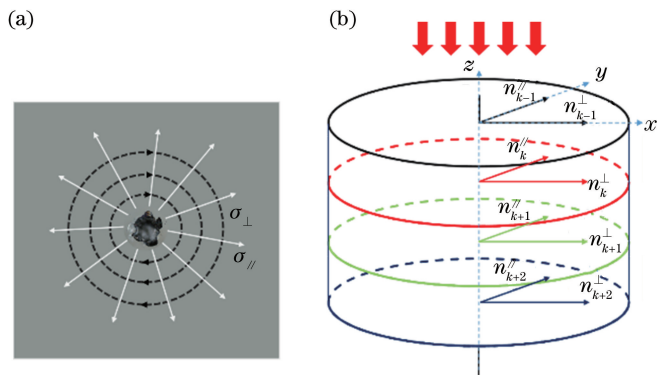 (a)
σ⊥
σ//
(b)
z
y
n∥k−1
n⊥k−1
x
n∥k
n⊥k
n∥k+1
n⊥k+1
n∥k+2
n⊥k+2